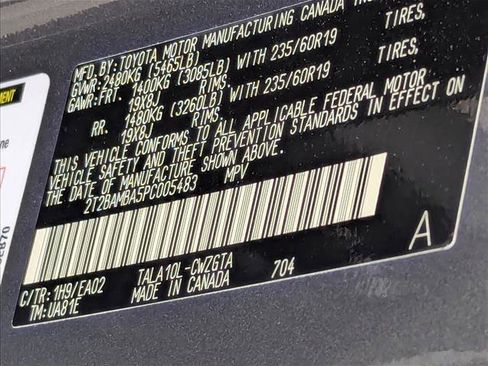 BY: TOYOTA MOTOR MANUFACTURING CANADA
GVWR: 2480KG (5465LB)
GAWR: FRT. 1400KG (3085LB) WITH 235/60R19 TIRES,
19X8J RIMS
RR. 1480KG (3260LB) WITH 235/60R19 TIRES,
19X8J RIMS.
THIS VEHICLE CONFORMS TO ALL APPLICABLE FEDERAL MOTOR
VEHICLE SAFETY AND THEFT PREVENTION STANDARDS IN EFFECT ON
THE DATE OF MANUFACTURE SHOWN ABOVE.
2T2BAMBA5PC005483 MPV
A
C/TR: 1H9/EA02 TALA10L-CWZGTA 704
TM: UA81E MADE IN CANADA